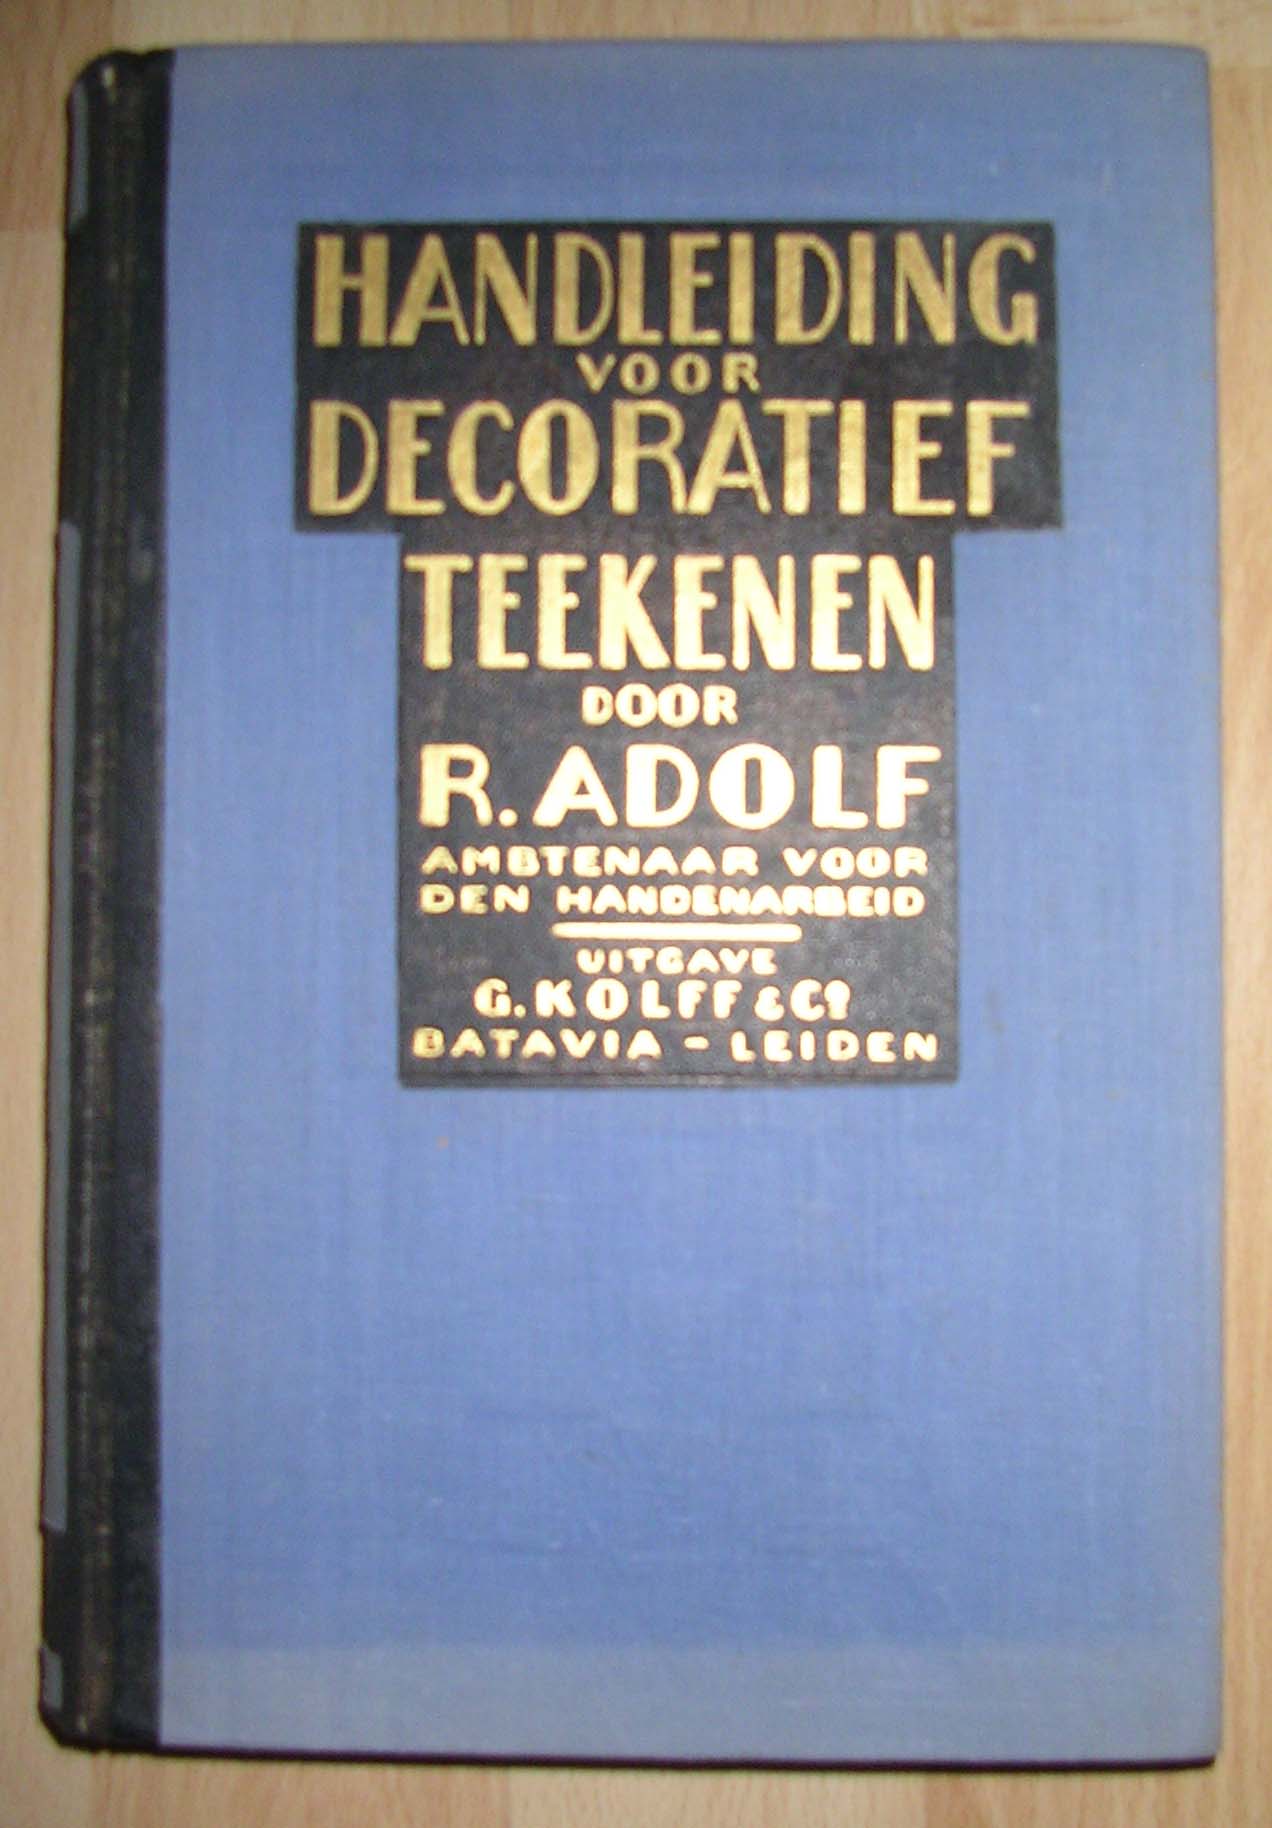 HANDLEIDING
VOOR
DECORATIEF
TEEKENEN
DOOR
R. ADOLF
AMBTENAAR VOOR
DEN HANDENARBEID
UITGAVE
G. KOLFF & Co
BATAVIA - LEIDEN